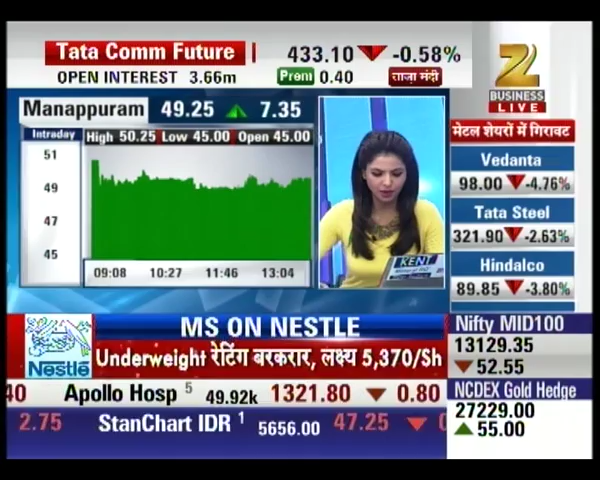 Tata Comm Future
433.10 -0.58%
OPEN INTEREST 3.66m Prem 0.40 ताज़ा मंदी
Z
BUSINESS
LIVE
Manappuram 49.25 7.35
Intraday High 50.25 Low 45.00 Open 45.00
51
49
47
45
09:08 10:27 11:46 13:04
KENT
मेटल शेयरों में गिरावट
Vedanta
98.00 -4.76%
Tata Steel
321.90 -2.63%
Hindalco
89.85 -3.80%
Nestlé
MS ON NESTLE
Underweight रेटिंग बरकरार, लक्ष्य 5,370/Sh
Nifty MID100
13129.35
52.55
NCDEX Gold Hedge
27229.00
55.00
40 Apollo Hosp 5 49.92k 1321.80 0.80
2.75 StanChart IDR 1 5656.00 47.25